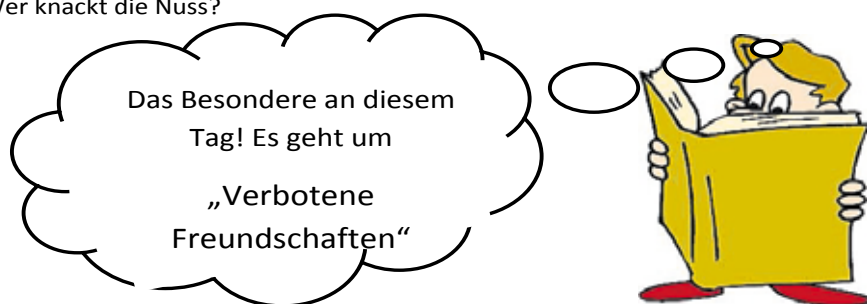 Wer knackt die Nuss?
Das Besondere an diesem
Tag! Es geht um
„Verbotene
Freundschaften“